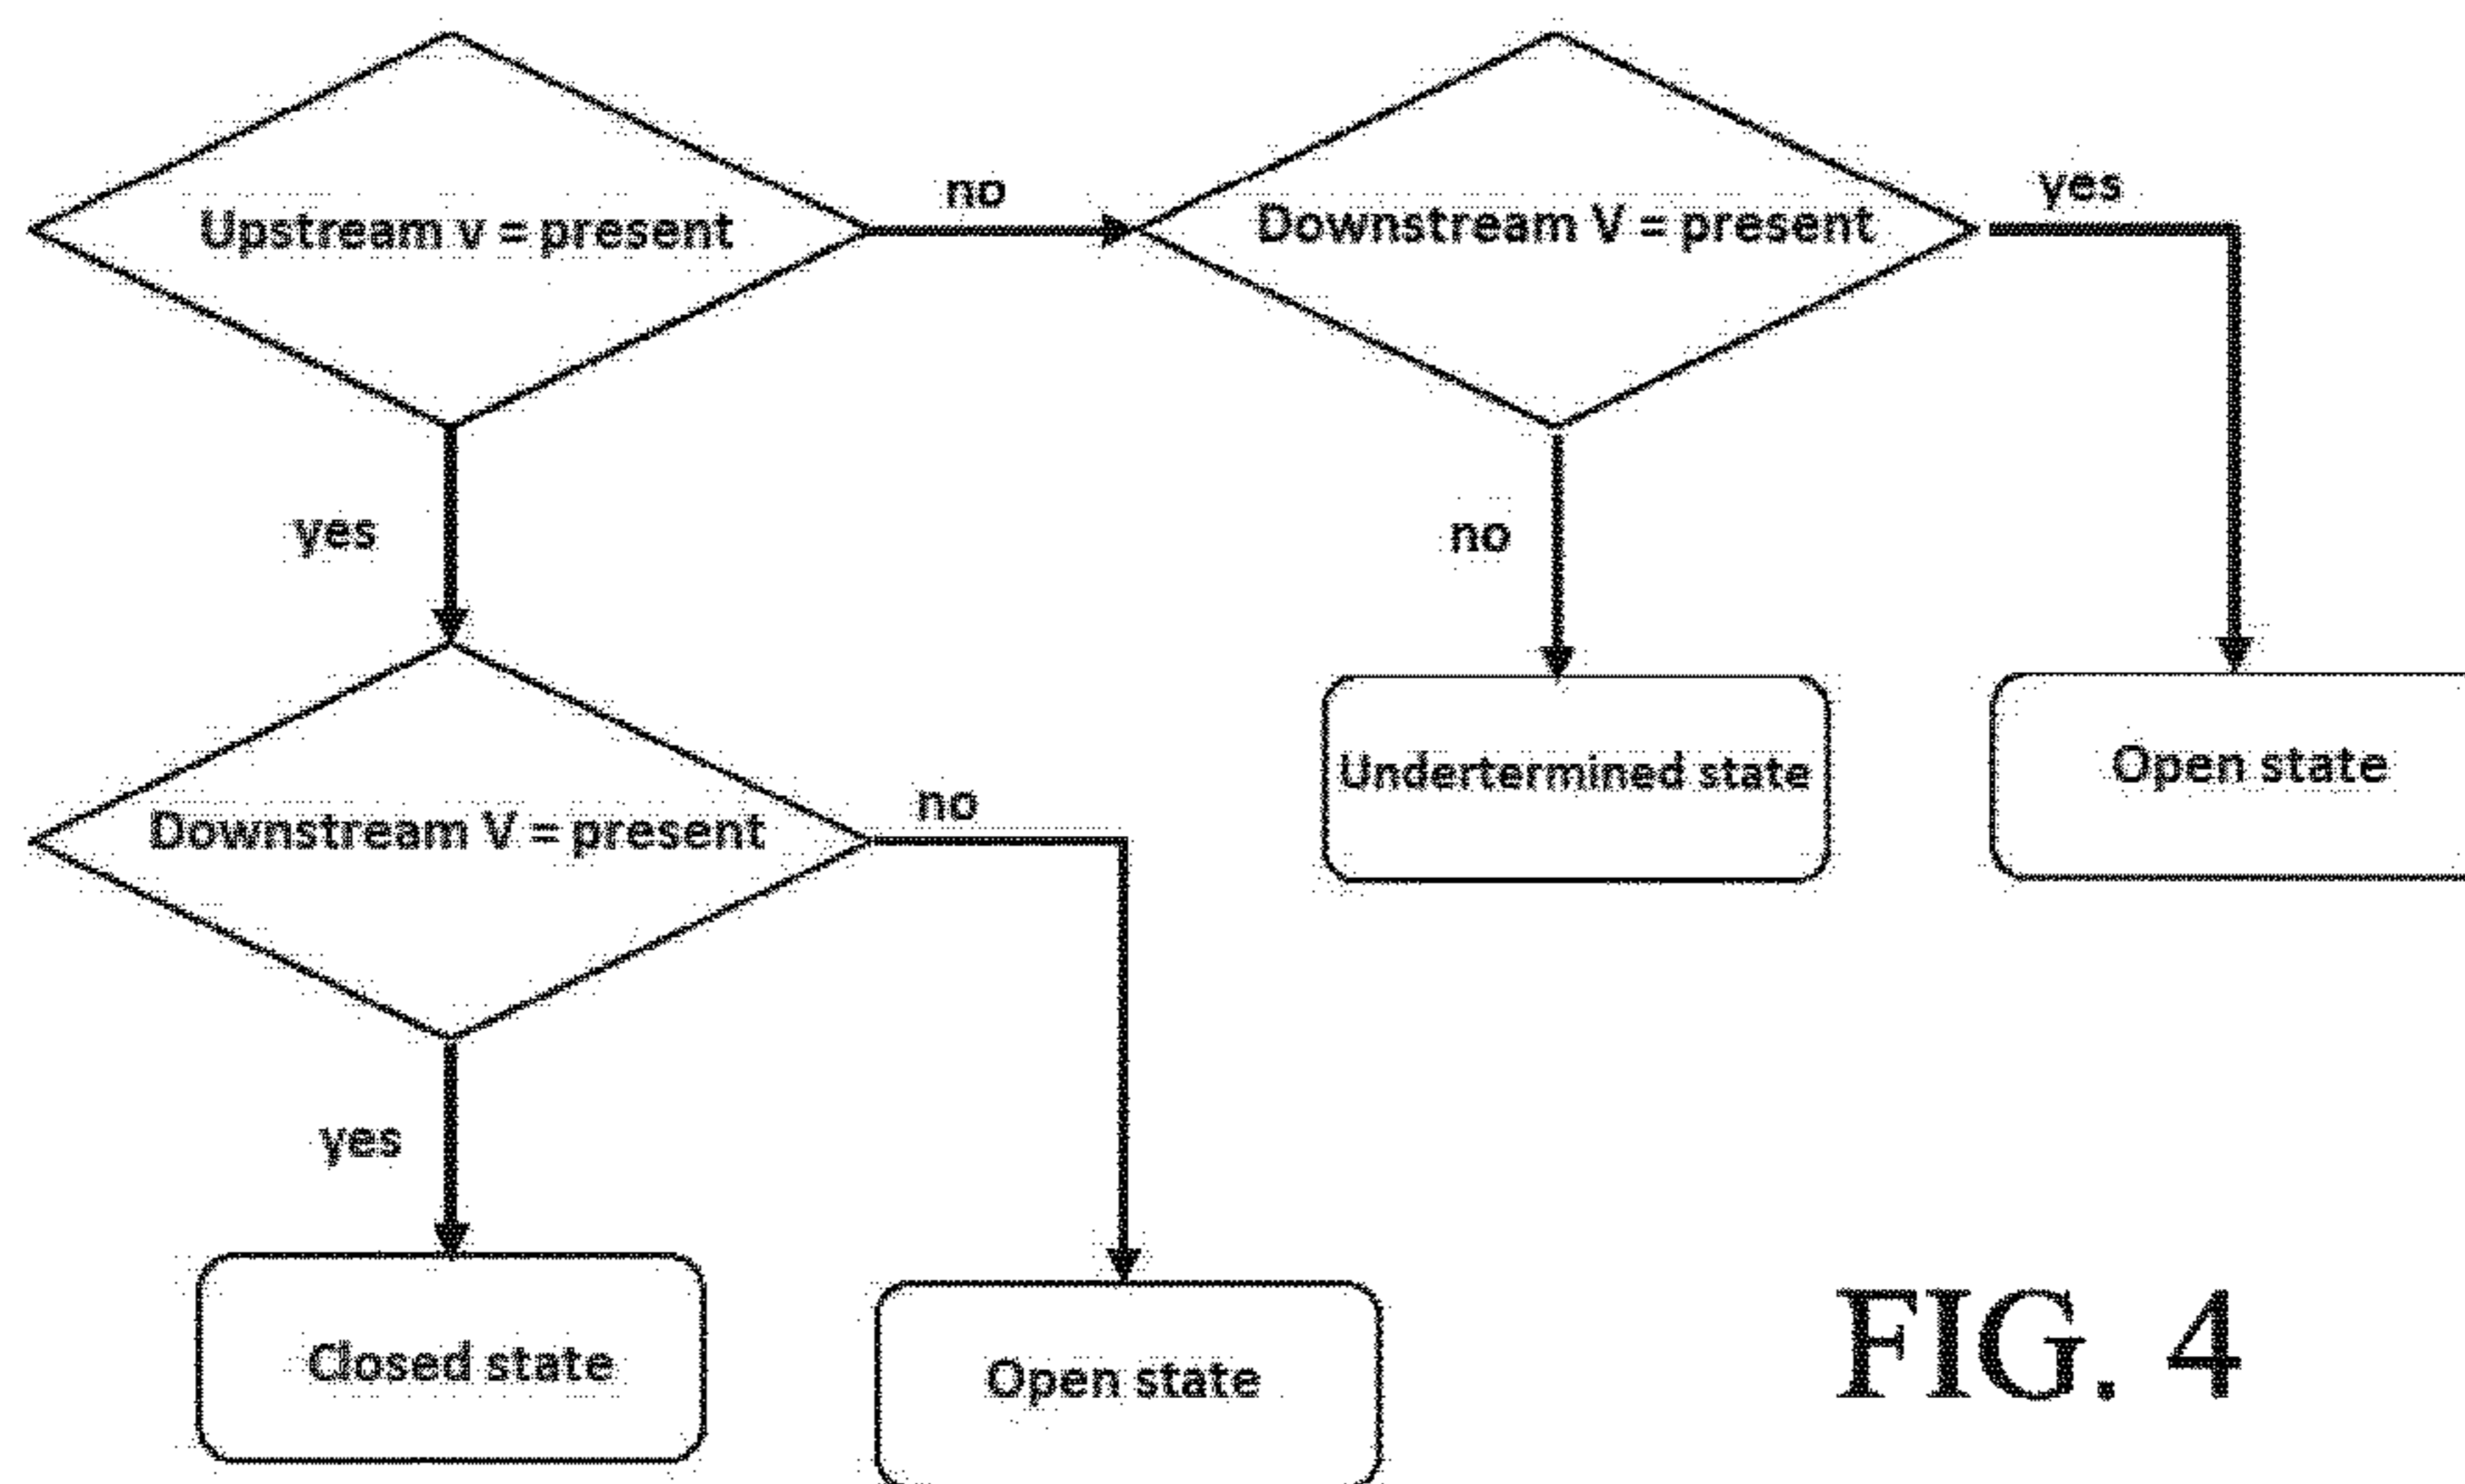 Upstream v = present
no
Downstream V = present
yes
yes
no
Undertermined state
Open state
Downstream V = present
no
yes
Closed state
Open state
FIG. 4